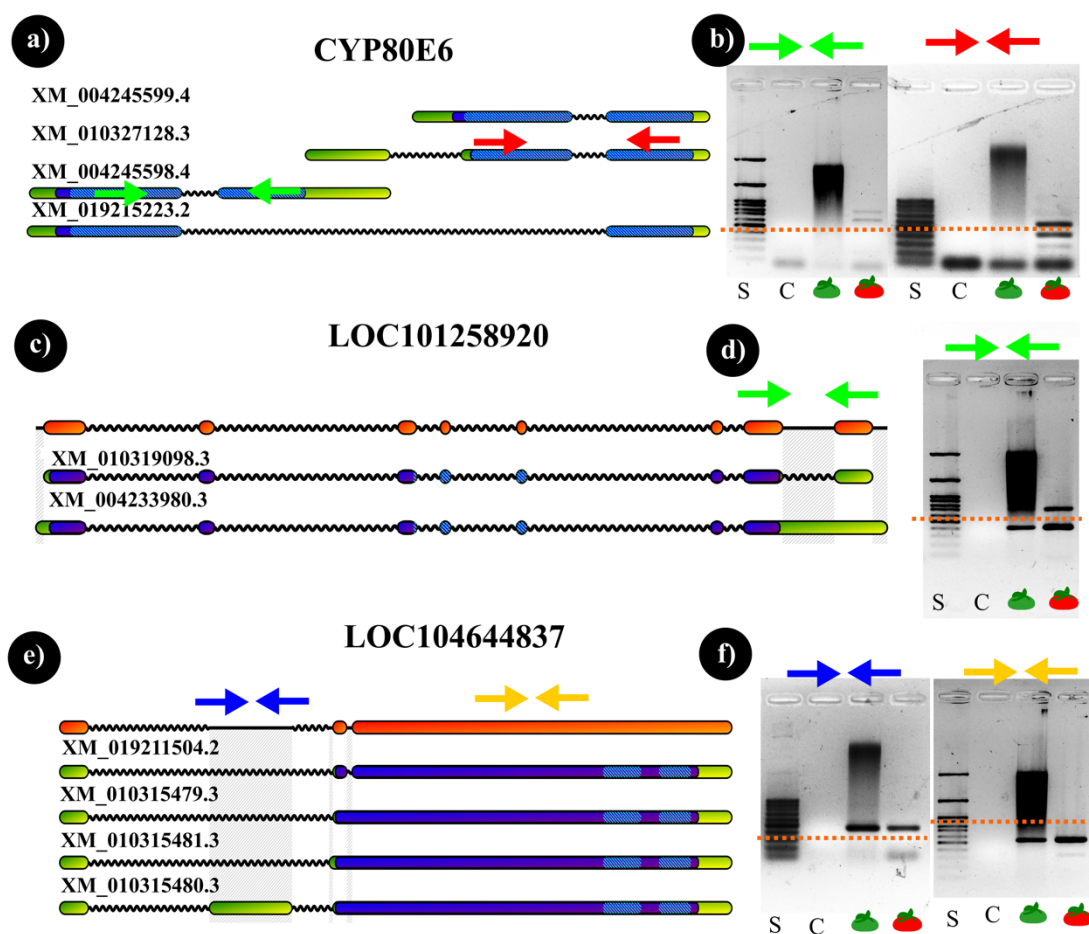 a)
CYP80E6
XM_004245599.4
XM_010327128.3
XM_004245598.4
XM_019215223.2
b)
S C S C
c)
LOC101258920
XM_010319098.3
XM_004233980.3
d)
S C
LOC104644837
e)
XM_019211504.2
XM_010315479.3
XM_010315481.3
XM_010315480.3
f)
S C S C